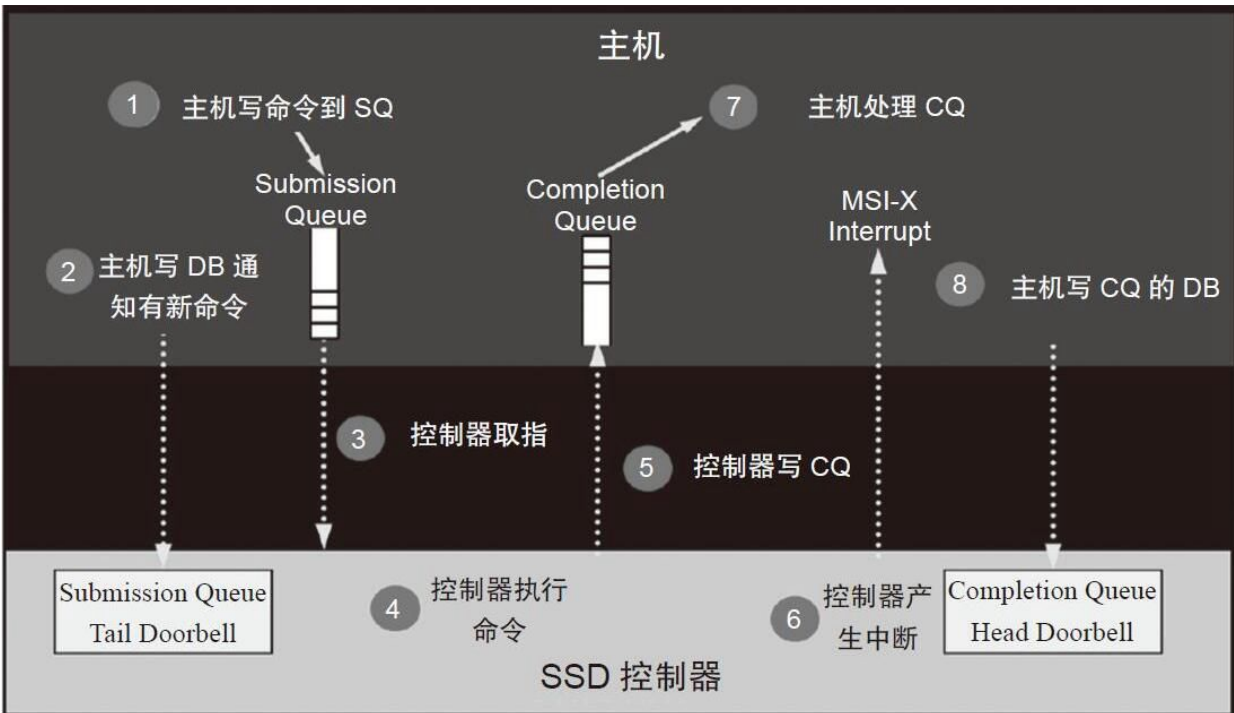 主机
1 主机写命令到 SQ
7 主机处理 CQ
Submission
Queue
Completion
Queue
MSI-X
Interrupt
2 主机写 DB 通
知有新命令
8 主机写 CQ 的 DB
3 控制器取指
5 控制器写 CQ
Submission Queue
Tail Doorbell
4 控制器执行
命令
6 控制器产
生中断
Completion Queue
Head Doorbell
SSD 控制器